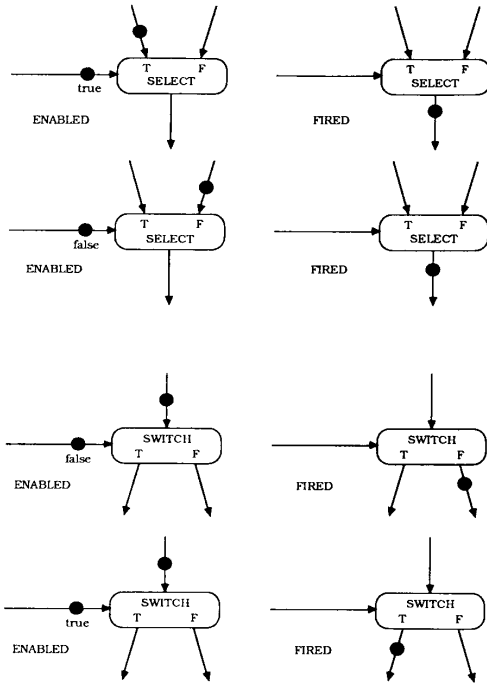 T F T F
SELECT SELECT
true
ENABLED FIRED
T F T F
SELECT SELECT
false
ENABLED FIRED
SWITCH SWITCH
T F T F
false
ENABLED FIRED
SWITCH SWITCH
T F T F
true
ENABLED FIRED